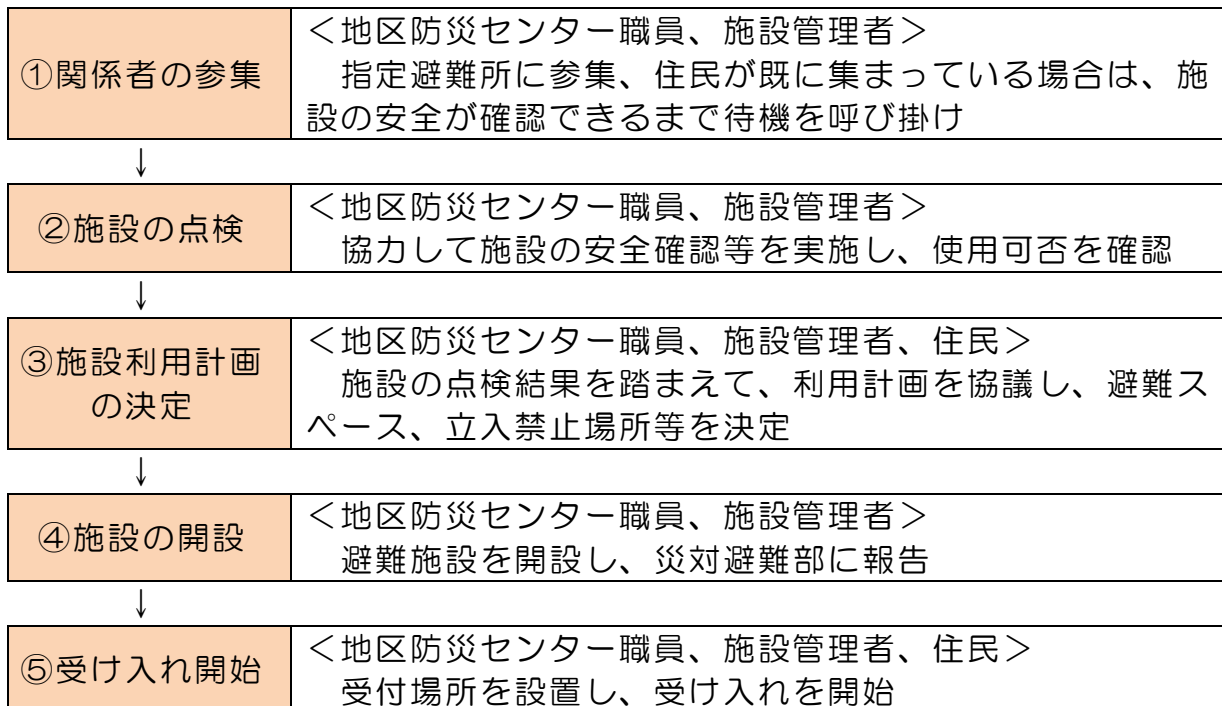 ①関係者の参集
＜地区防災センター職員、施設管理者＞
指定避難所に参集、住民が既に集まっている場合は、施
設の安全が確認できるまで待機を呼び掛け
↓
②施設の点検
＜地区防災センター職員、施設管理者＞
協力して施設の安全確認等を実施し、使用可否を確認
↓
③施設利用計画
の決定
＜地区防災センター職員、施設管理者、住民＞
施設の点検結果を踏まえて、利用計画を協議し、避難ス
ペース、立入禁止場所等を決定
↓
④施設の開設
＜地区防災センター職員、施設管理者＞
避難施設を開設し、災対避難部に報告
↓
⑤受け入れ開始
＜地区防災センター職員、施設管理者、住民＞
受付場所を設置し、受け入れを開始